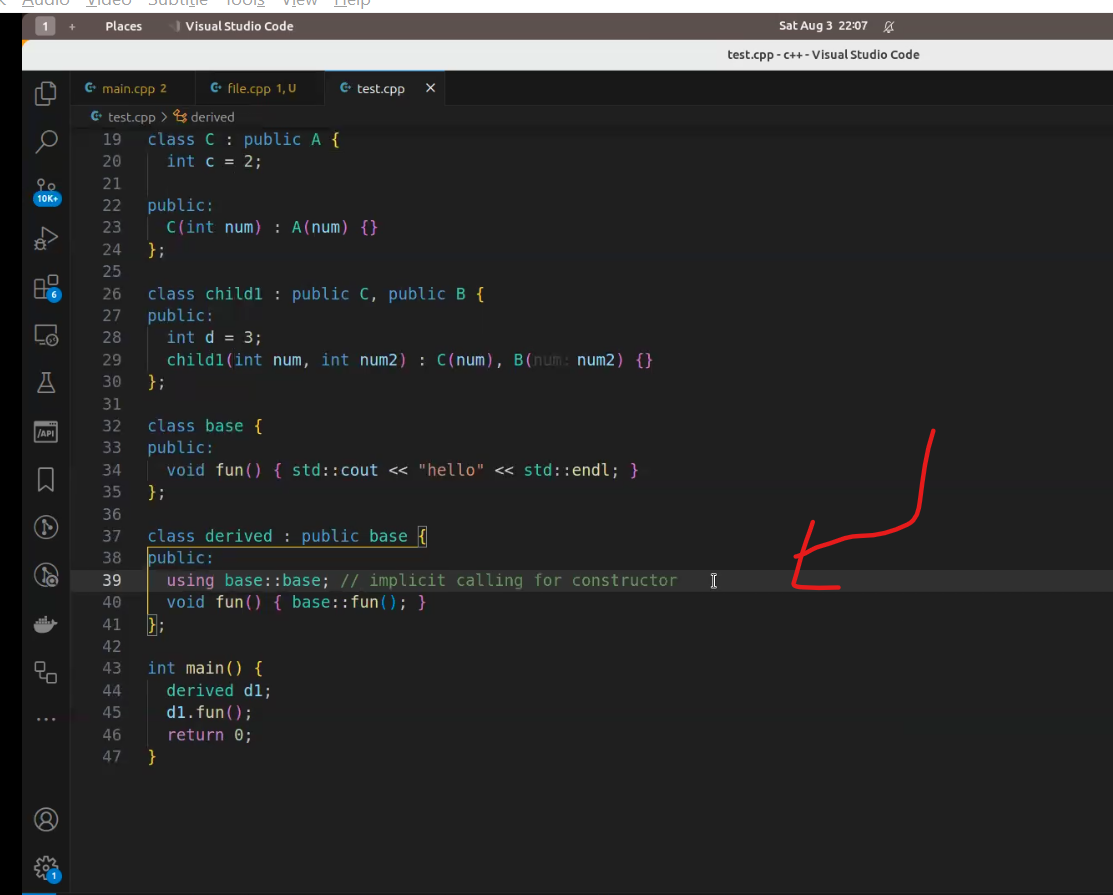 Audio Video Subtitle Tools View Help
1 + Places Visual Studio Code Sat Aug 3 22:07
test.cpp - c++ - Visual Studio Code
main.cpp 2 file.cpp 1, U test.cpp
test.cpp > derived
19 class C : public A {
20 int c = 2;
21
22 public:
23 C(int num) : A(num) {}
24 };
25
26 class child1 : public C, public B {
27 public:
28 int d = 3;
29 child1(int num, int num2) : C(num), B(num: num2) {}
30 };
31
32 class base {
33 public:
34 void fun() { std::cout << "hello" << std::endl; }
35 };
36
37 class derived : public base {
38 public:
39 using base::base; // implicit calling for constructor
40 void fun() { base::fun(); }
41 };
42
43 int main() {
44 derived d1;
45 d1.fun();
46 return 0;
47 }
10K+
6
/API
1